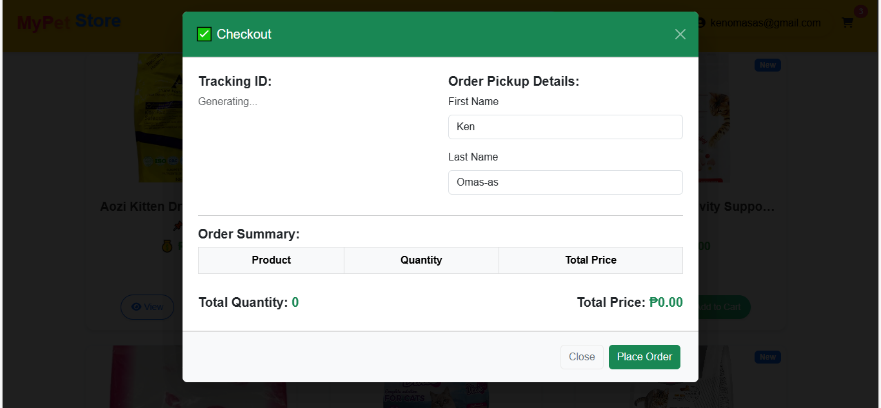 MyPet Store
kenomasas@gmail.com
3
Checkout
New
Tracking ID:
Generating...
Order Pickup Details:
First Name
Ken
Last Name
Omas-as
Aozi Kitten Dr
vity Suppo...
Order Summary:
Product Quantity Total Price
Total Quantity: 0
Total Price: ₱0.00
View
d to Cart
Close
Place Order
New